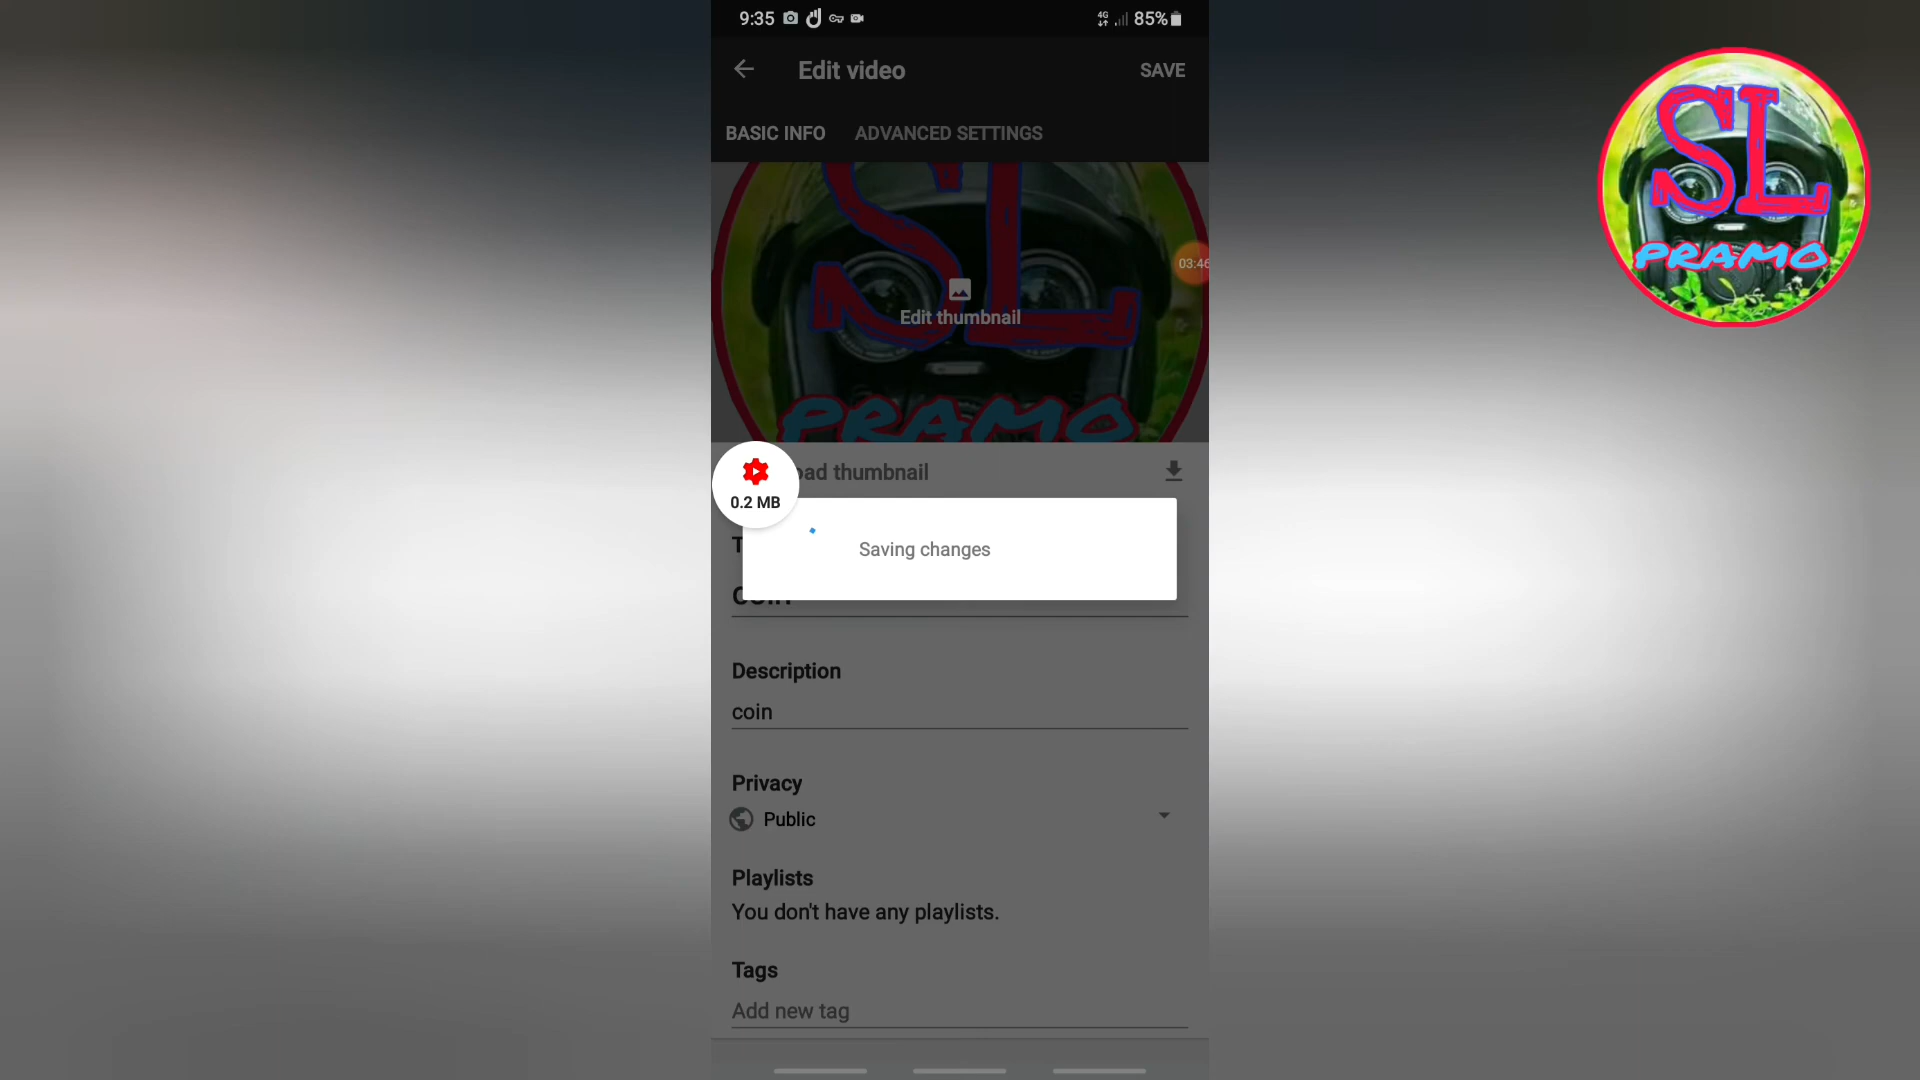 9:35
4G
85%
Edit video
SAVE
BASIC INFO
ADVANCED SETTINGS
SL
PRAMO
03:46
Edit thumbnail
SL
PRAMO
oad thumbnail
0.2 MB
Saving changes
Description
coin
Privacy
Public
Playlists
You don't have any playlists.
Tags
Add new tag